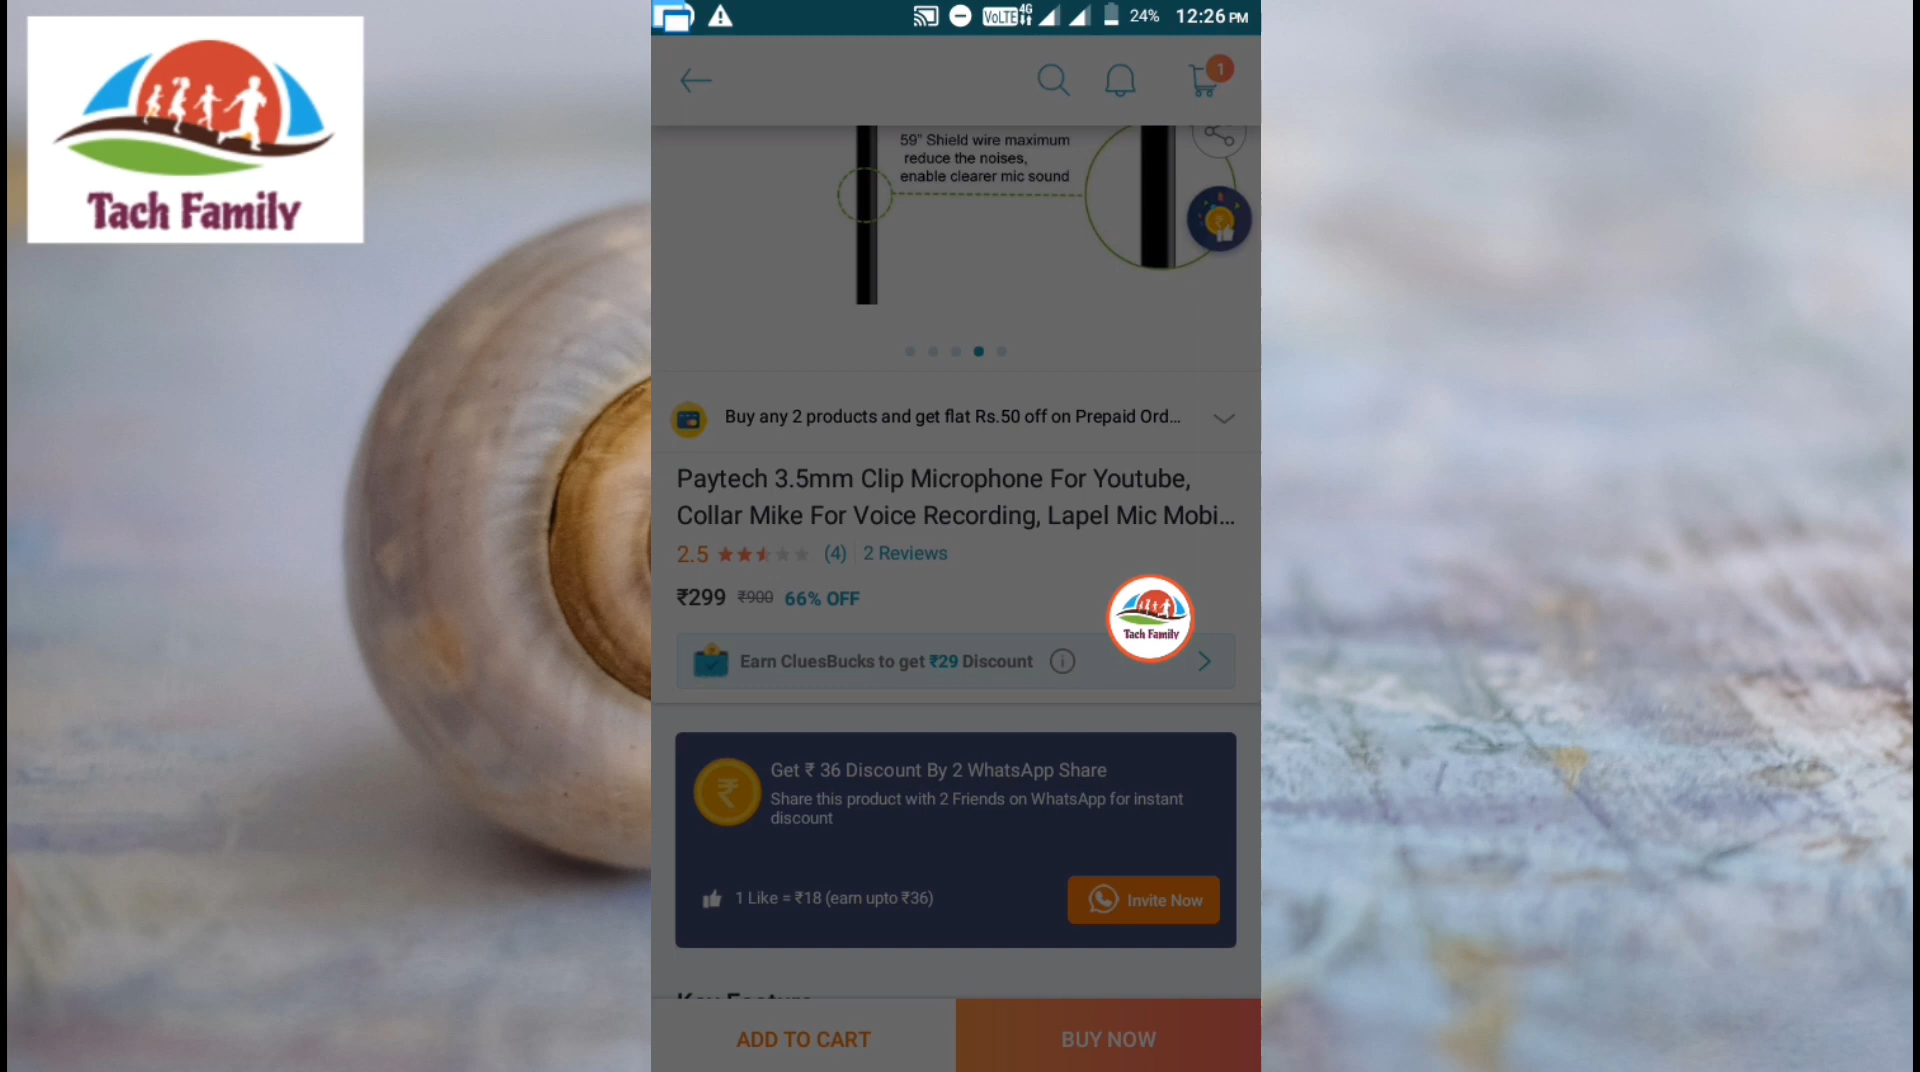 Tach Family
VoLTE 4G 24% 12:26 PM
1
59" Shield wire maximum
reduce the noises,
enable clearer mic sound
Buy any 2 products and get flat Rs.50 off on Prepaid Ord...
Paytech 3.5mm Clip Microphone For Youtube,
Collar Mike For Voice Recording, Lapel Mic Mobi...
2.5 (4) 2 Reviews
₹299 ₹900 66% OFF
Tach Family
Earn CluesBucks to get ₹29 Discount
Get ₹ 36 Discount By 2 WhatsApp Share
Share this product with 2 Friends on WhatsApp for instant
discount
1 Like = ₹18 (earn upto ₹36)
Invite Now
ADD TO CART
BUY NOW